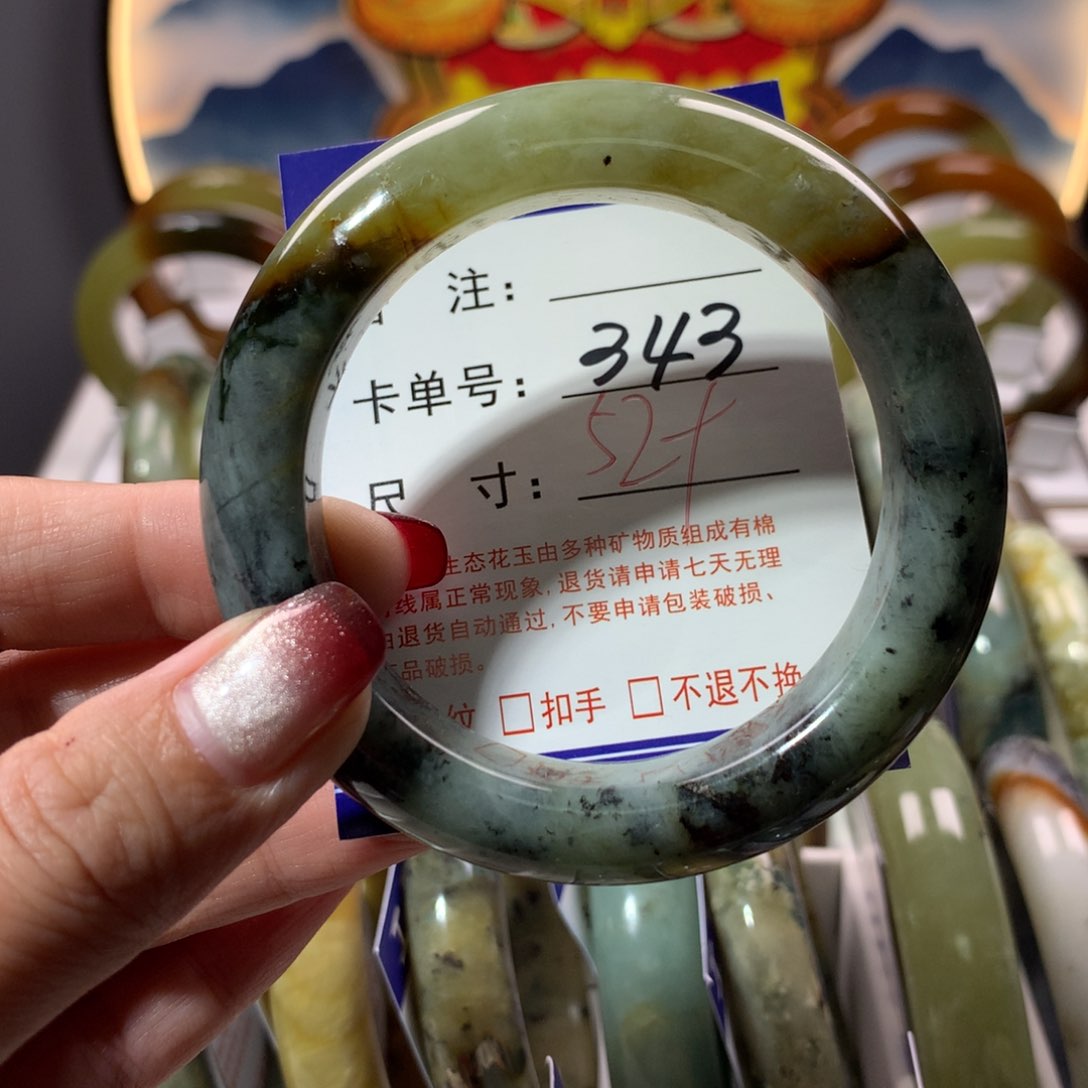 注：
卡单号： 343
尺 寸： 52+
生态花玉由多种矿物质组成有棉
线属正常现象，退货请申请七天无理
由退货自动通过，不要申请包装破损、
品破损。
纹 □扣手 □不退不换